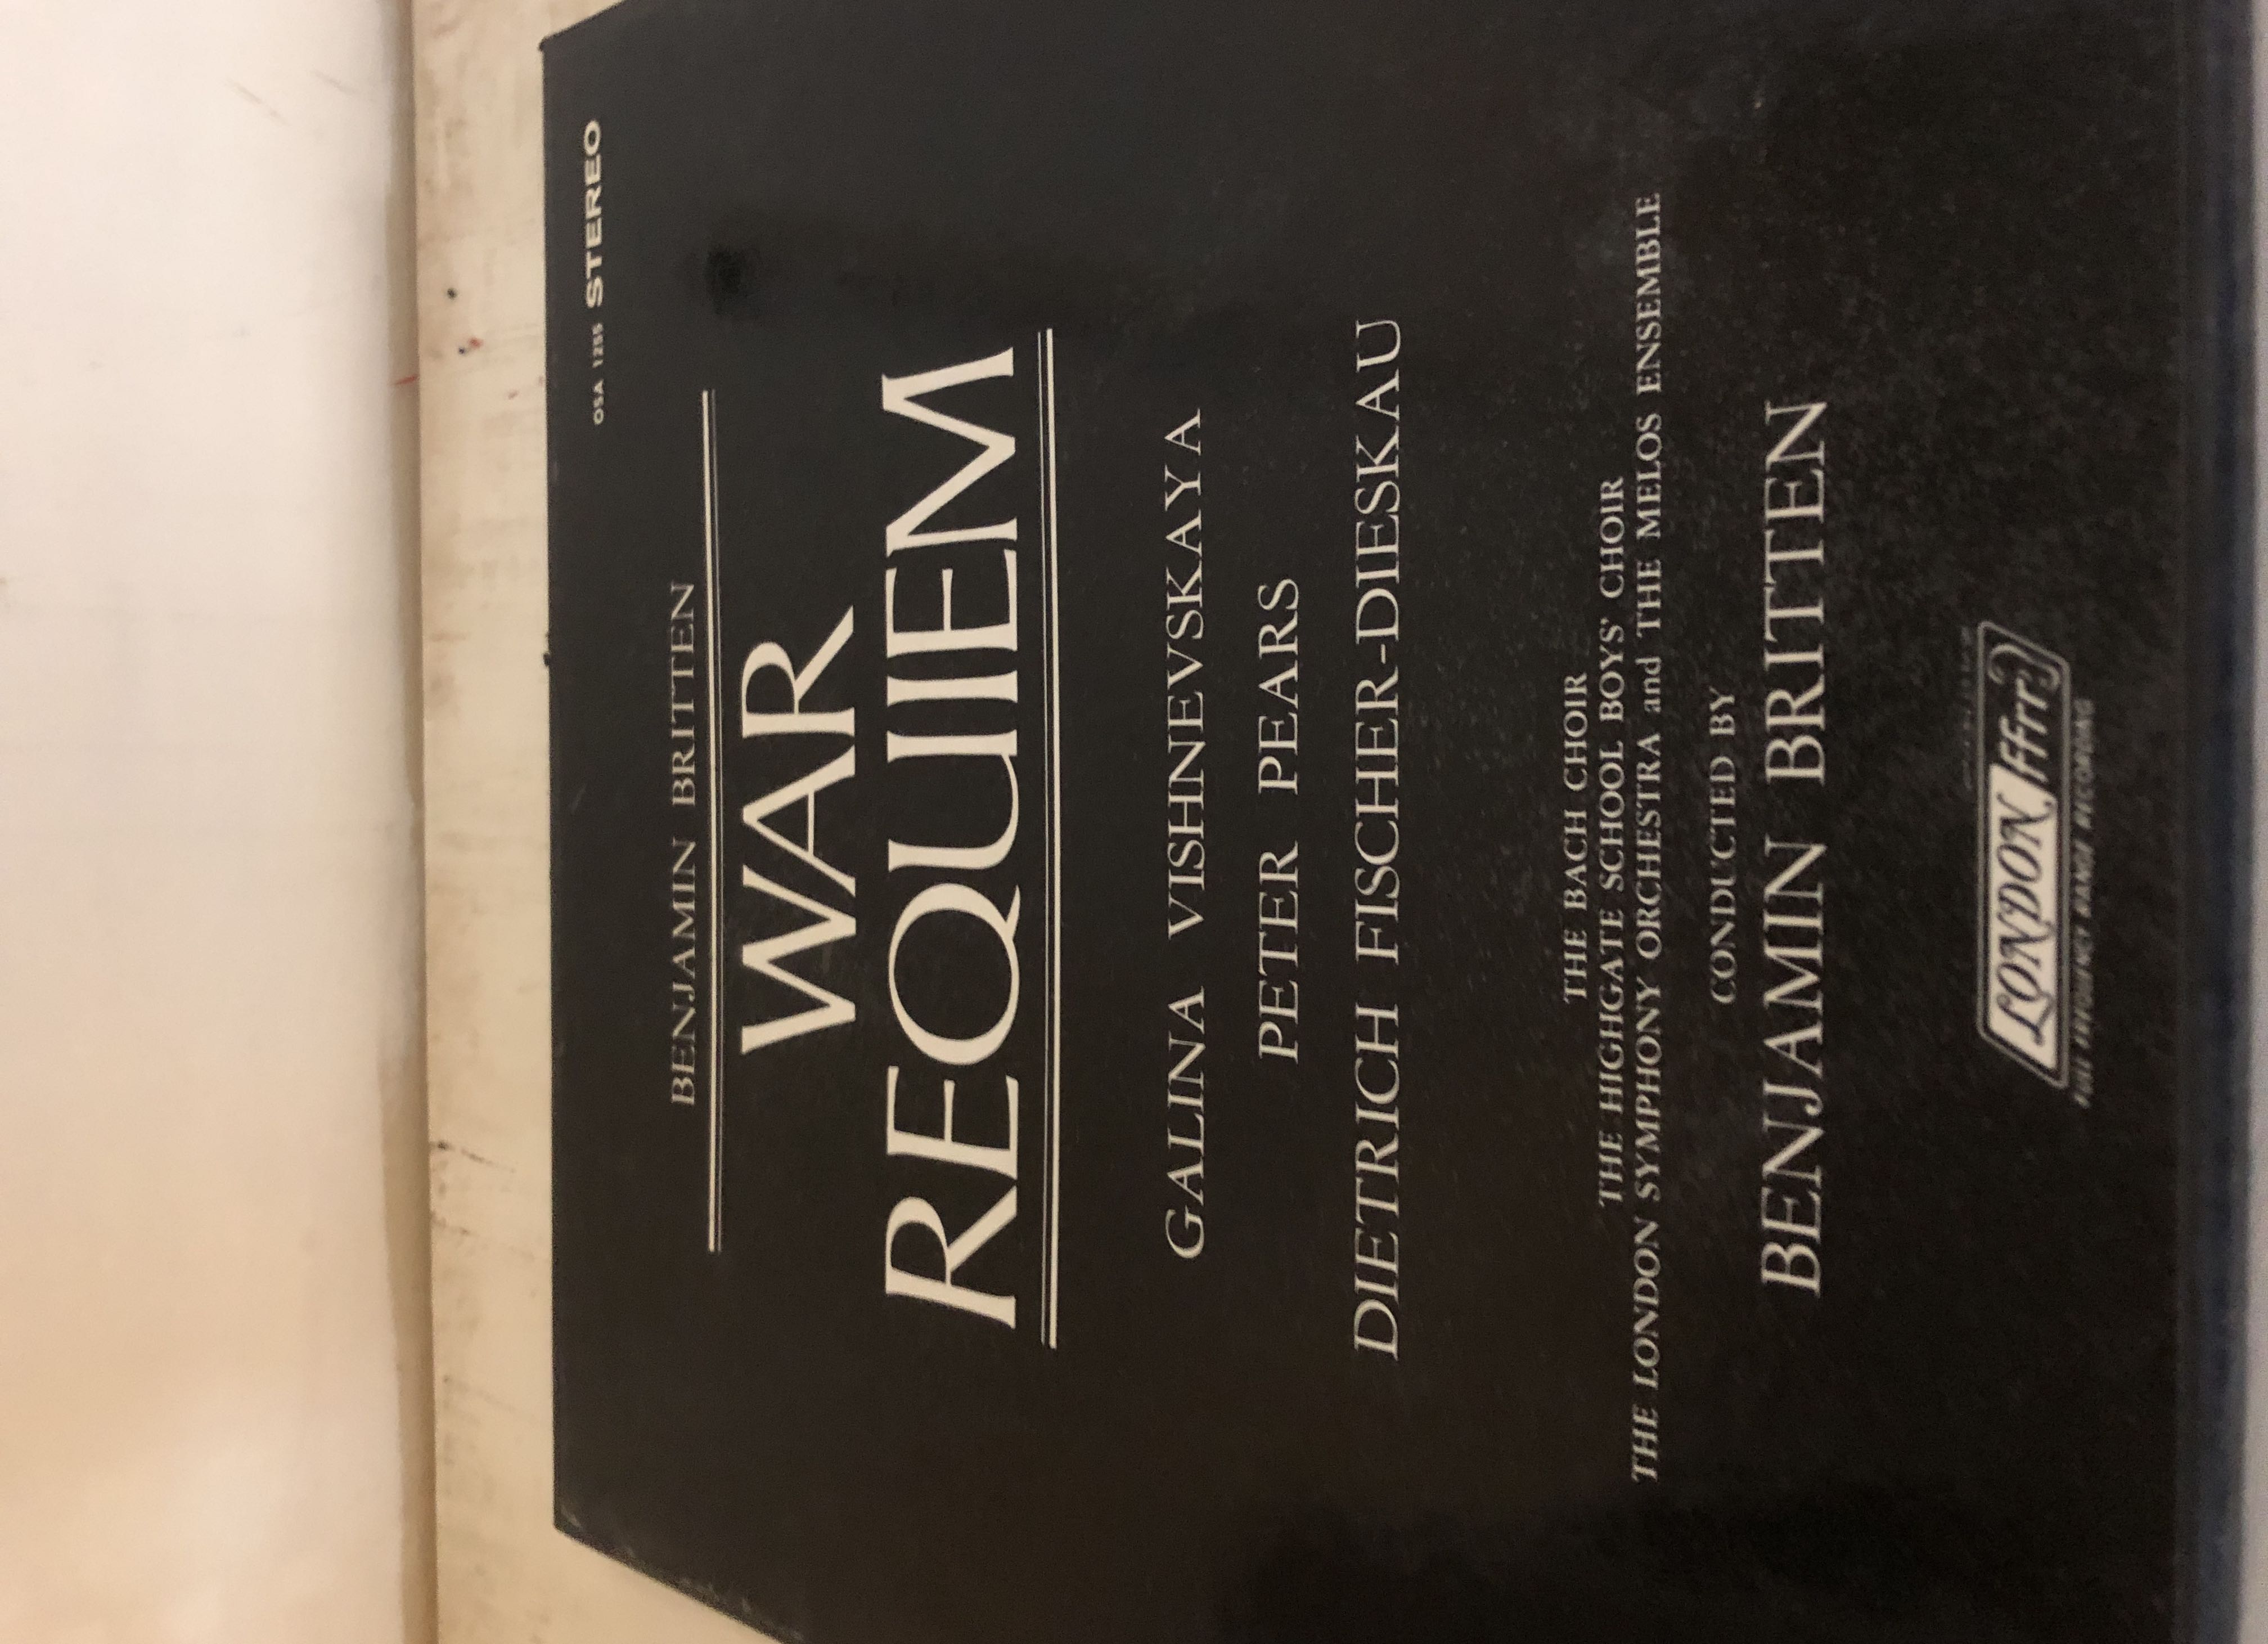 OSA 1255 STEREO
BENJAMIN BRITTEN
WAR
REQUIEM
GALINA VISHNEVSKAYA
PETER PEARS
DIETRICH FISCHER-DIESKAU
THE BACH CHOIR
THE HIGHGATE SCHOOL BOYS' CHOIR
THE LONDON SYMPHONY ORCHESTRA and THE MELOS ENSEMBLE
CONDUCTED BY
BENJAMIN BRITTEN
LONDON ffrr
FULL FREQUENCY RANGE RECORDING